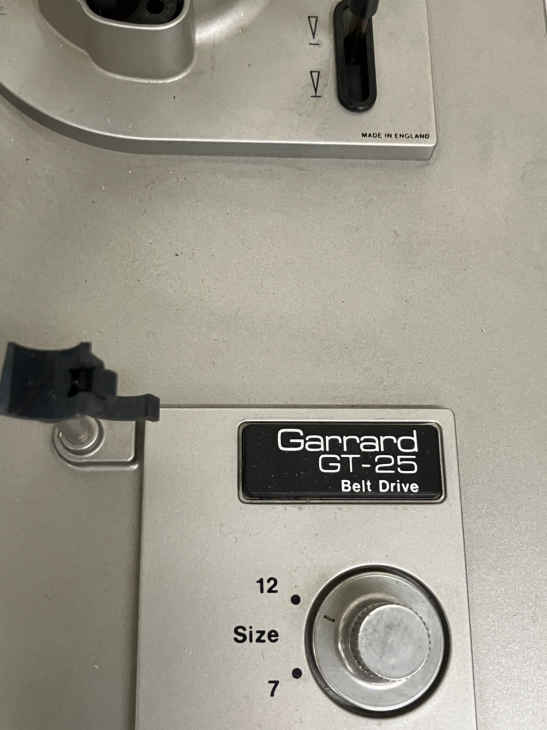 MADE IN ENGLAND
Garrard
GT-25
Belt Drive
12
Size
7